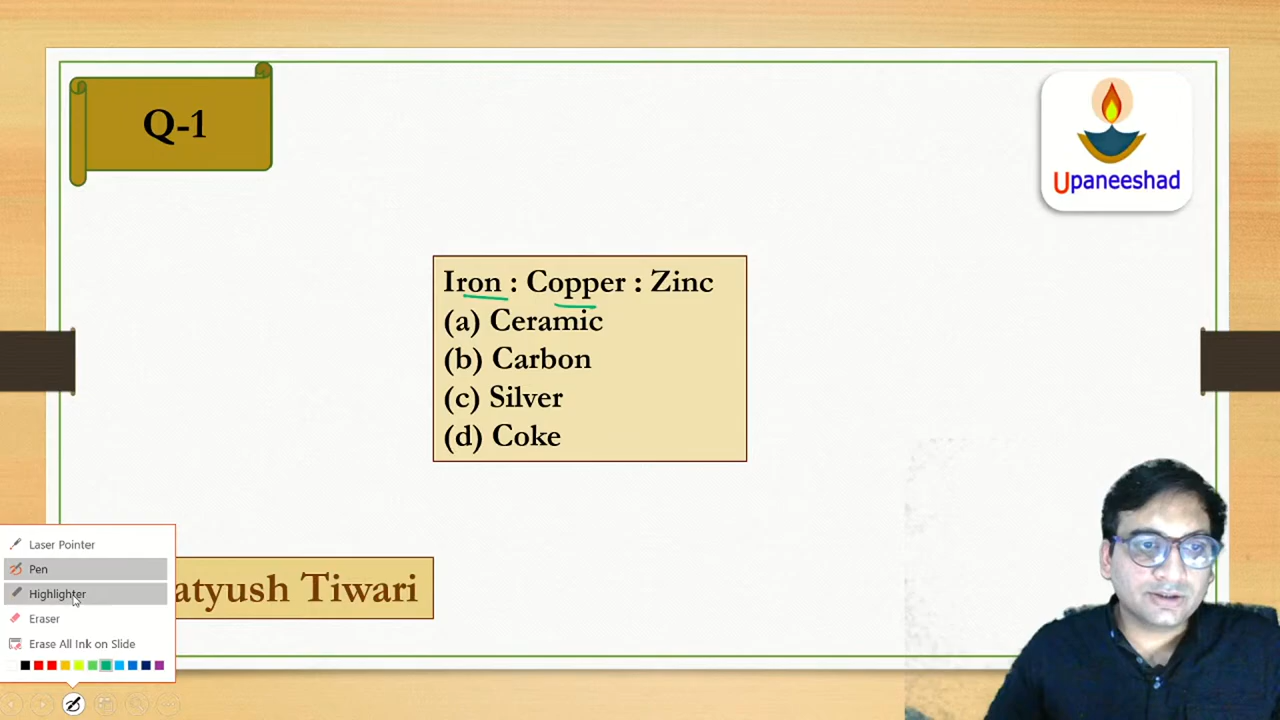 Q-1
Upaneeshad
Iron : Copper : Zinc
(a) Ceramic
(b) Carbon
(c) Silver
(d) Coke
Laser Pointer
Pen
Highlighter
Eraser
Erase All Ink on Slide
atyush Tiwari